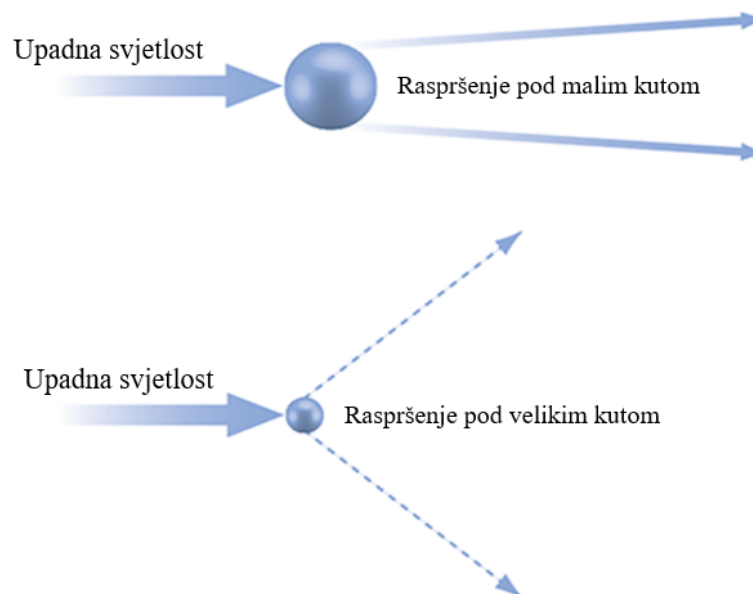 Upadna svjetlost
Raspršenje pod malim kutom
Upadna svjetlost
Raspršenje pod velikim kutom